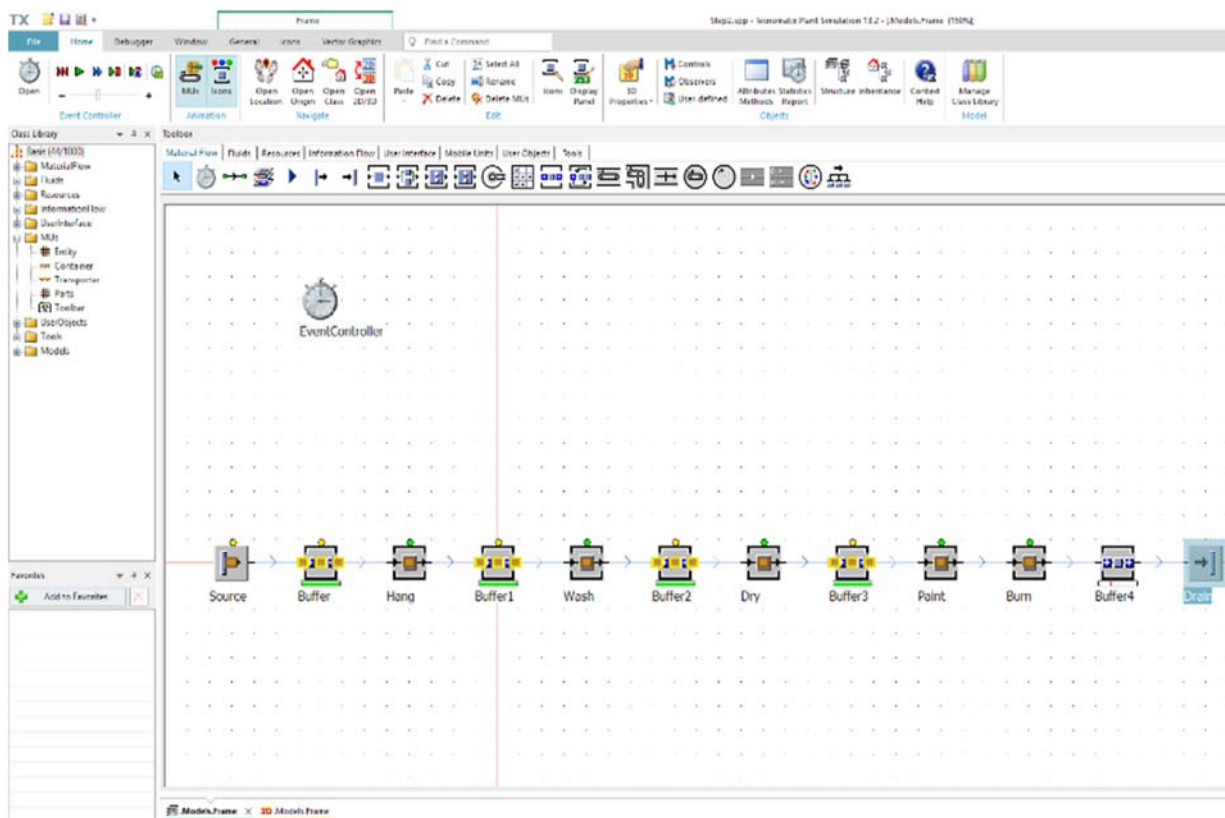 TX
Frame
Step2.spp - Tecnomatix Plant Simulation 13.2 - [.Models.Frame (150%)]
File Home Debugger Window General Icons Vector Graphics Find a Command
Open
MUs Icons
Open Location
Open Origin
Open Class
Open 2D/3D
Paste
Cut
Copy
Delete
Select All
Rename
Delete MUs
Icons
Display Panel
3D Properties
Controls
Observers
User-defined
Attributes Methods
Statistics Report
Structure
Inheritance
Context Help
Manage Class Library
Event Controller Animation Navigate Edit Objects Model
Class Library
Toolbox
Basis (44/1000)
MaterialFlow
Fluids
Resources
InformationFlow
UserInterface
MUs
Entity
Container
Transporter
Parts
Toolbar
UserObjects
Tools
Models
Material Flow Fluids Resources Information Flow User Interface Mobile Units User Objects Tools
EventController
Source Buffer Hang Buffer1 Wash Buffer2 Dry Buffer3 Paint Burn Buffer4 Drain
Favorites
Add to Favorites
.Models.Frame 3D .Models.Frame